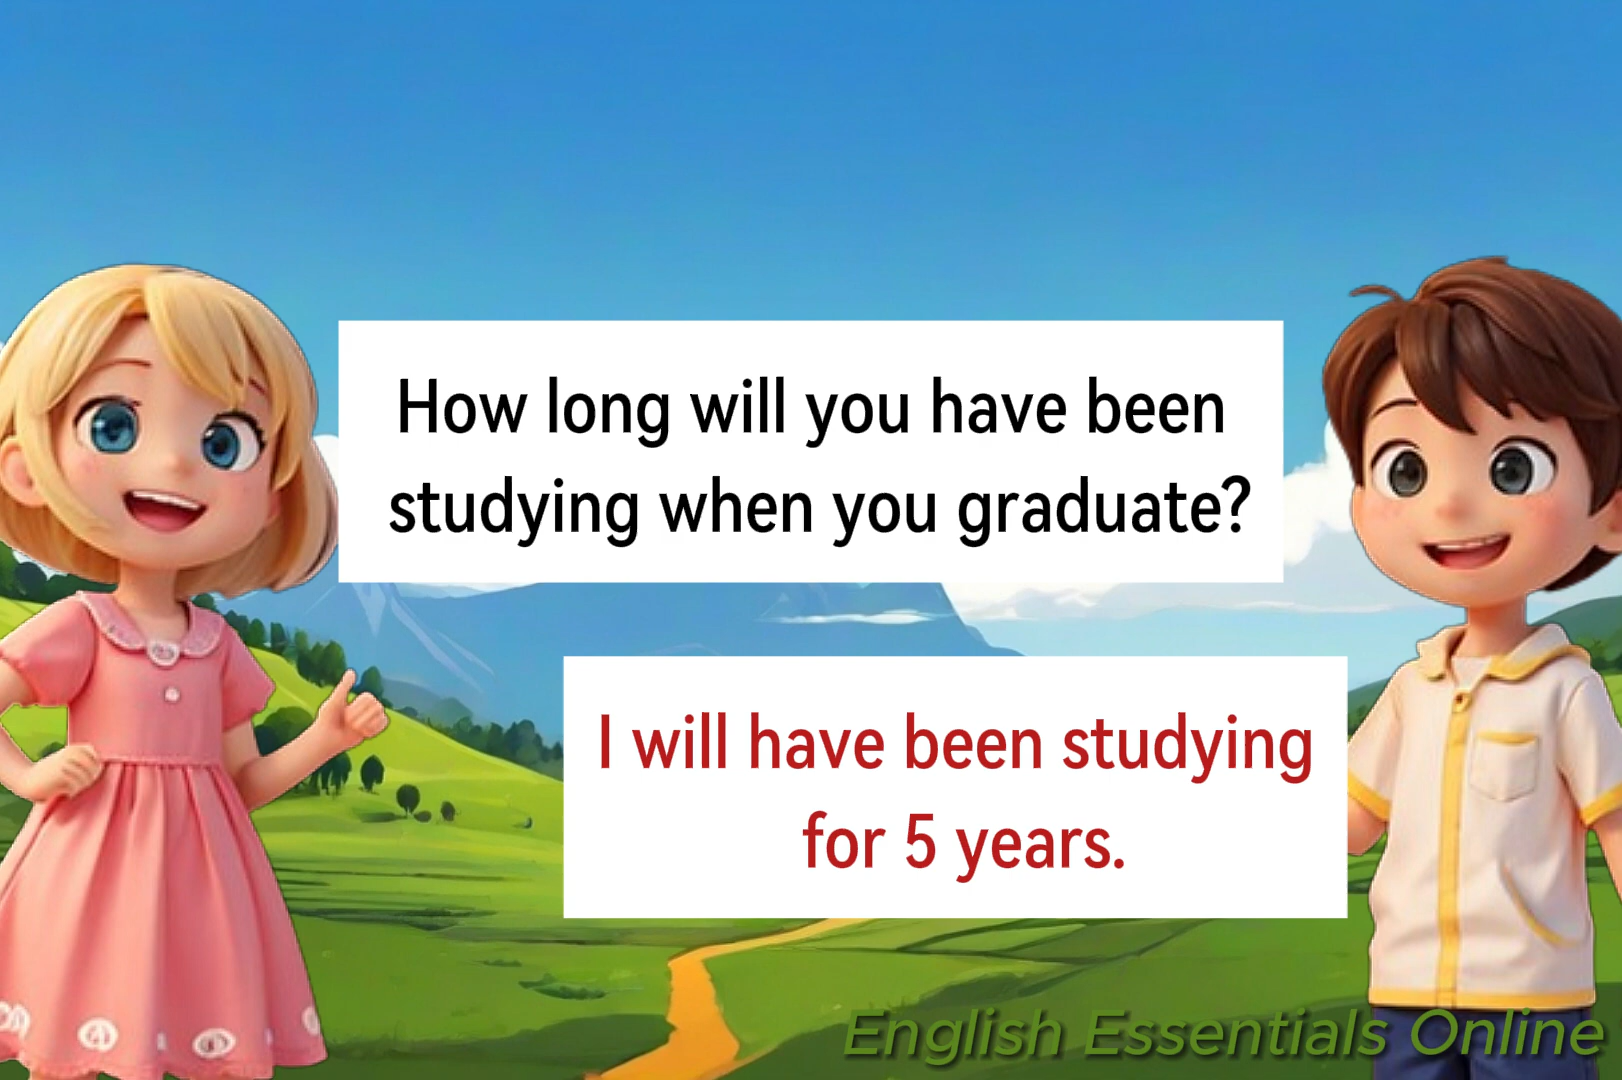 How long will you have been
studying when you graduate?
I will have been studying
for 5 years.
English Essentials Online